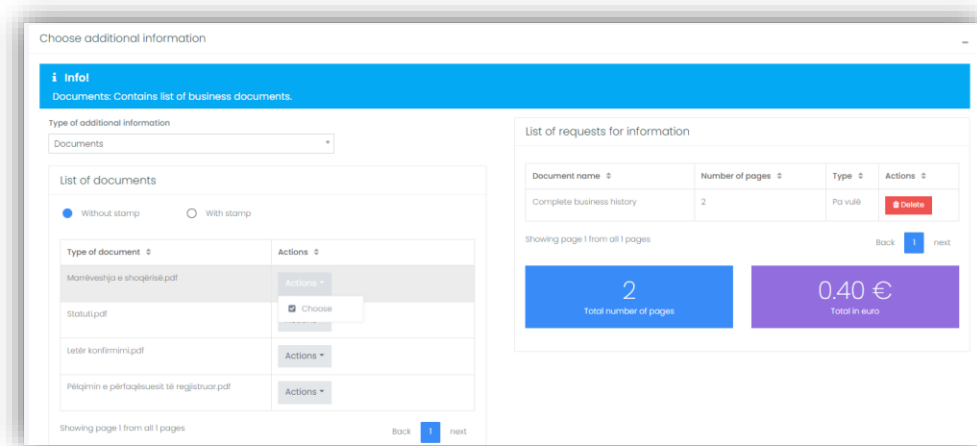 Choose additional information
i Info!
Documents: Contains list of business documents.
Type of additional information
Documents
List of documents
Without stamp With stamp
Type of document Actions
Marrëveshja e shoqërisë.pdf Actions
Choose
Statuti.pdf
Letër konfirmimi.pdf Actions
Pëlqimin e përfaqësuesit të regjistruar.pdf Actions
Showing page 1 from all 1 pages
Back 1 next
List of requests for information
Document name Number of pages Type Actions
Complete business history 2 Pa vulë Delete
Showing page 1 from all 1 pages
Back 1 next
2
Total number of pages
0.40 €
Total in euro